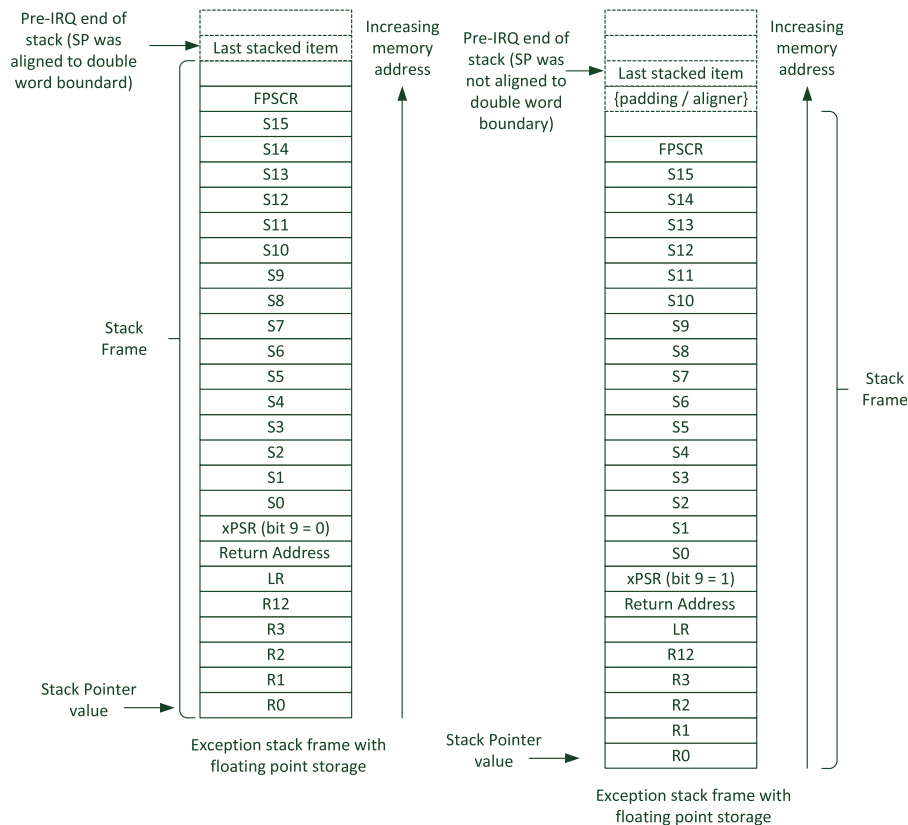 Pre-IRQ end of
stack (SP was
aligned to double
word boundard)
Last stacked item
FPSCR
S15
S14
S13
S12
S11
S10
S9
S8
S7
S6
S5
S4
S3
S2
S1
S0
xPSR (bit 9 = 0)
Return Address
LR
R12
R3
R2
R1
R0
Stack
Frame
Stack Pointer
value
Increasing
memory
address
Exception stack frame with
floating point storage
Pre-IRQ end of
stack (SP was
not aligned to
double word
boundary)
Last stacked item
{padding / aligner}
FPSCR
S15
S14
S13
S12
S11
S10
S9
S8
S7
S6
S5
S4
S3
S2
S1
S0
xPSR (bit 9 = 1)
Return Address
LR
R12
R3
R2
R1
R0
Increasing
memory
address
Stack
Frame
Stack Pointer
value
Exception stack frame with
floating point storage